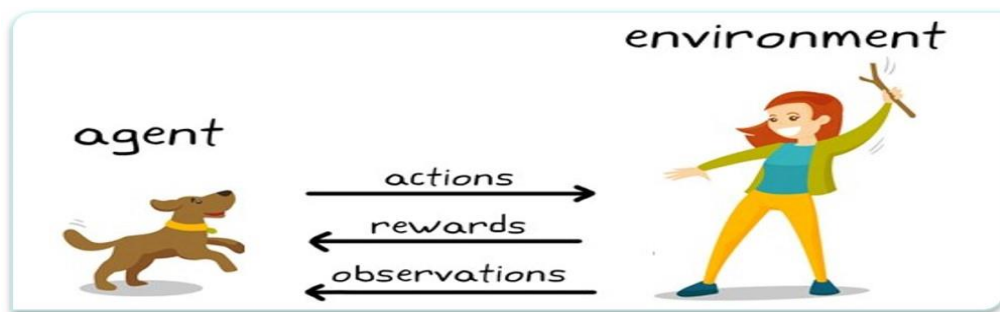 environment
agent
actions
rewards
observations